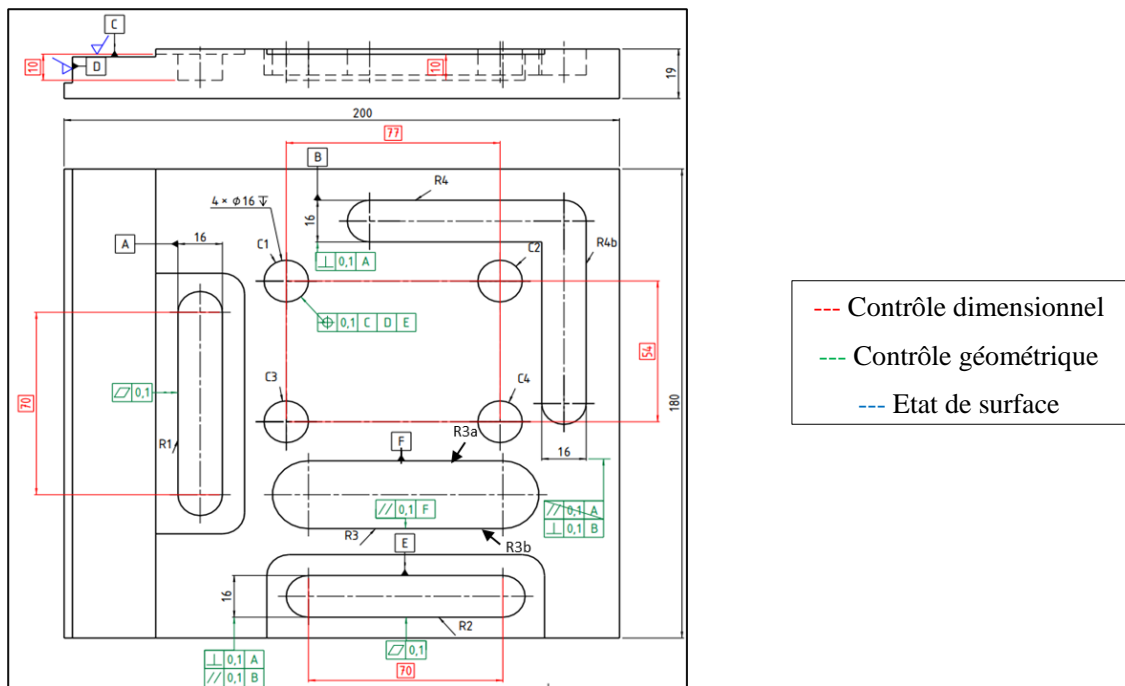 C
D
10
10
19
200
77
B
R4
4 × Ø16 ↧
16
R4b
A
16
C1
C2
⊥ 0,1 A
⌖ 0,1 C D E
54
180
C3
C4
⏥ 0,1
70
R1
R3a
F
16
// 0,1 F
// 0,1 A
⊥ 0,1 B
R3
R3b
E
16
R2
⊥ 0,1 A
// 0,1 B
⏥ 0,1
70
--- Contrôle dimensionnel
--- Contrôle géométrique
--- Etat de surface